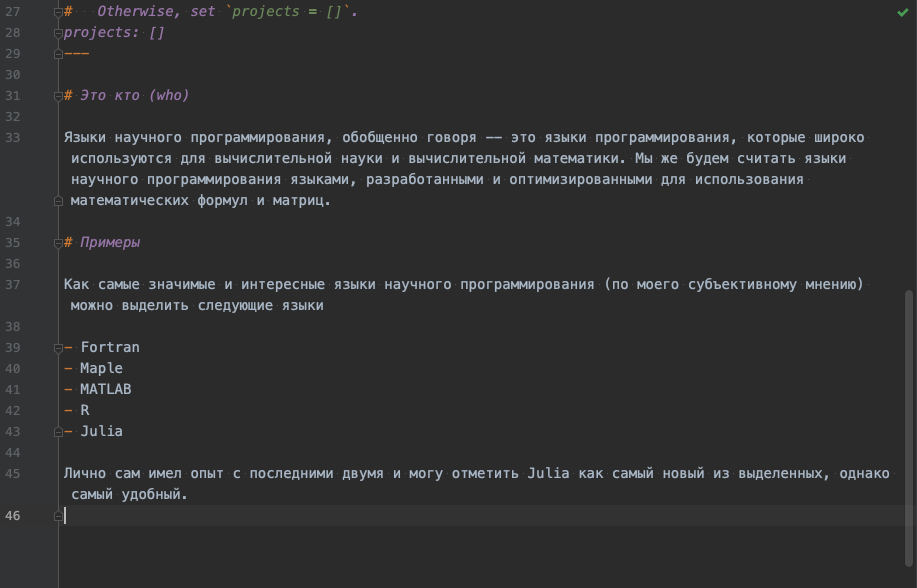 27 #   Otherwise, set `projects = []`.
28 projects: []
29 ---
30
31 # Это кто (who)
32
33 Языки научного программирования, обобщенно говоря -- это языки программирования, которые широко
используются для вычислительной науки и вычислительной математики. Мы же будем считать языки
научного программирования языками, разработанными и оптимизированными для использования
математических формул и матриц.
34
35 # Примеры
36
37 Как самые значимые и интересные языки научного программирования (по моего субъективному мнению)
можно выделить следующие языки
38
39 - Fortran
40 - Maple
41 - MATLAB
42 - R
43 - Julia
44
45 Лично сам имел опыт с последними двумя и могу отметить Julia как самый новый из выделенных, однако
самый удобный.
46